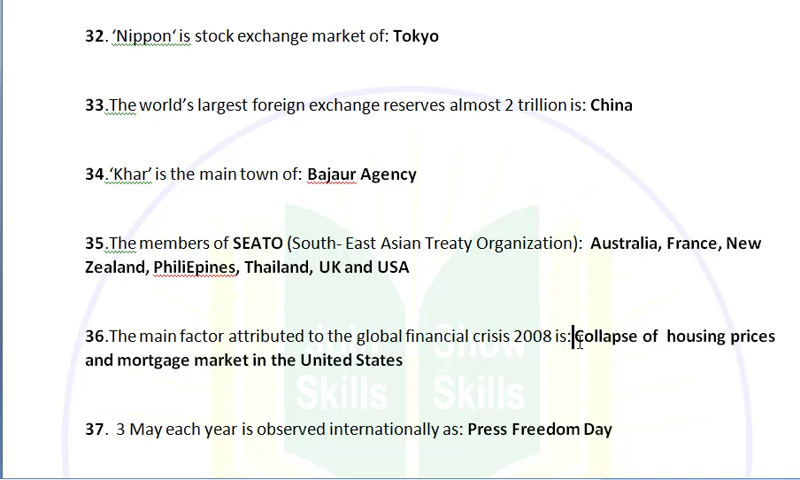 32. ‘Nippon‘ is stock exchange market of: Tokyo
33.The world’s largest foreign exchange reserves almost 2 trillion is: China
34.‘Khar’ is the main town of: Bajaur Agency
35.The members of SEATO (South- East Asian Treaty Organization): Australia, France, New
Zealand, PhiliEpines, Thailand, UK and USA
36.The main factor attributed to the global financial crisis 2008 is: Collapse of housing prices
and mortgage market in the United States
Skills Skills
37. 3 May each year is observed internationally as: Press Freedom Day